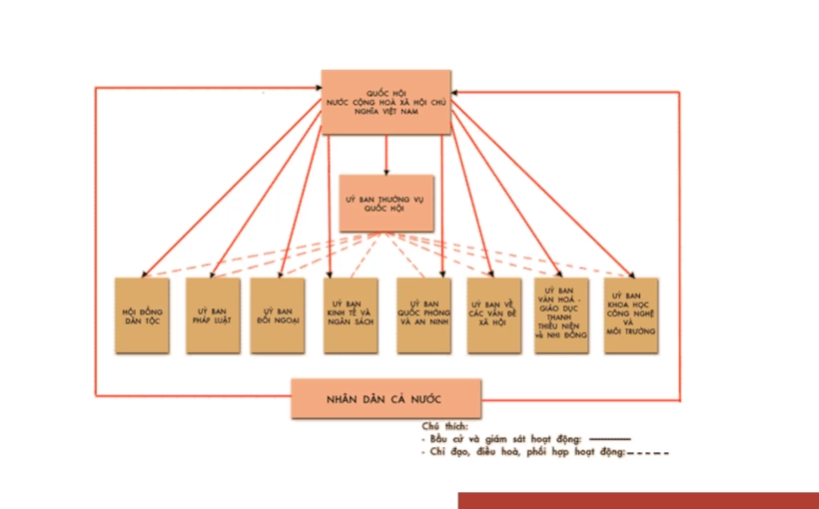 QUỐC HỘI
NƯỚC CỘNG HOÀ XÃ HỘI CHỦ
NGHĨA VIỆT NAM
UỶ BAN THƯỜNG VỤ
QUỐC HỘI
HỘI ĐỒNG
DÂN TỘC
UỶ BAN
PHÁP LUẬT
UỶ BAN
ĐỐI NGOẠI
UỶ BAN
KINH TẾ VÀ
NGÂN SÁCH
UỶ BAN
QUỐC PHÒNG
VÀ AN NINH
UỶ BAN VỀ
CÁC VẤN ĐỀ
XÃ HỘI
UỶ BAN
VĂN HOÁ -
GIÁO DỤC
THANH
THIẾU NIÊN
và NHI ĐỒNG
UỶ BAN
KHOA HỌC
CÔNG NGHỆ
VÀ
MÔI TRƯỜNG
NHÂN DÂN CẢ NƯỚC
Chú thích:
- Bầu cử và giám sát hoạt động:
- Chỉ đạo, điều hoà, phối hợp hoạt động: